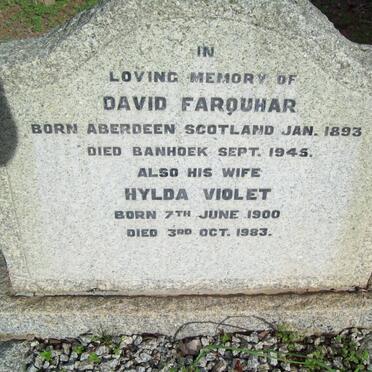 IN
LOVING MEMORY OF
DAVID FARQUHAR
BORN ABERDEEN SCOTLAND JAN. 1893
DIED BANHOEK SEPT. 1945.
ALSO HIS WIFE
HYLDA VIOLET
BORN 7TH JUNE 1900
DIED 3RD OCT. 1983.